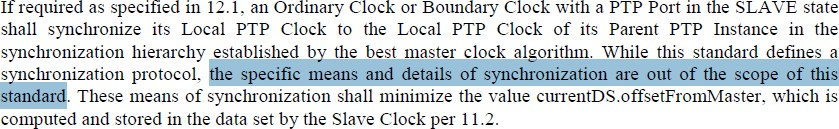 If required as specified in 12.1, an Ordinary Clock or Boundary Clock with a PTP Port in the SLAVE state
shall synchronize its Local PTP Clock to the Local PTP Clock of its Parent PTP Instance in the
synchronization hierarchy established by the best master clock algorithm. While this standard defines a
synchronization protocol, the specific means and details of synchronization are out of the scope of this
standard. These means of synchronization shall minimize the value currentDS.offsetFromMaster, which is
computed and stored in the data set by the Slave Clock per 11.2.